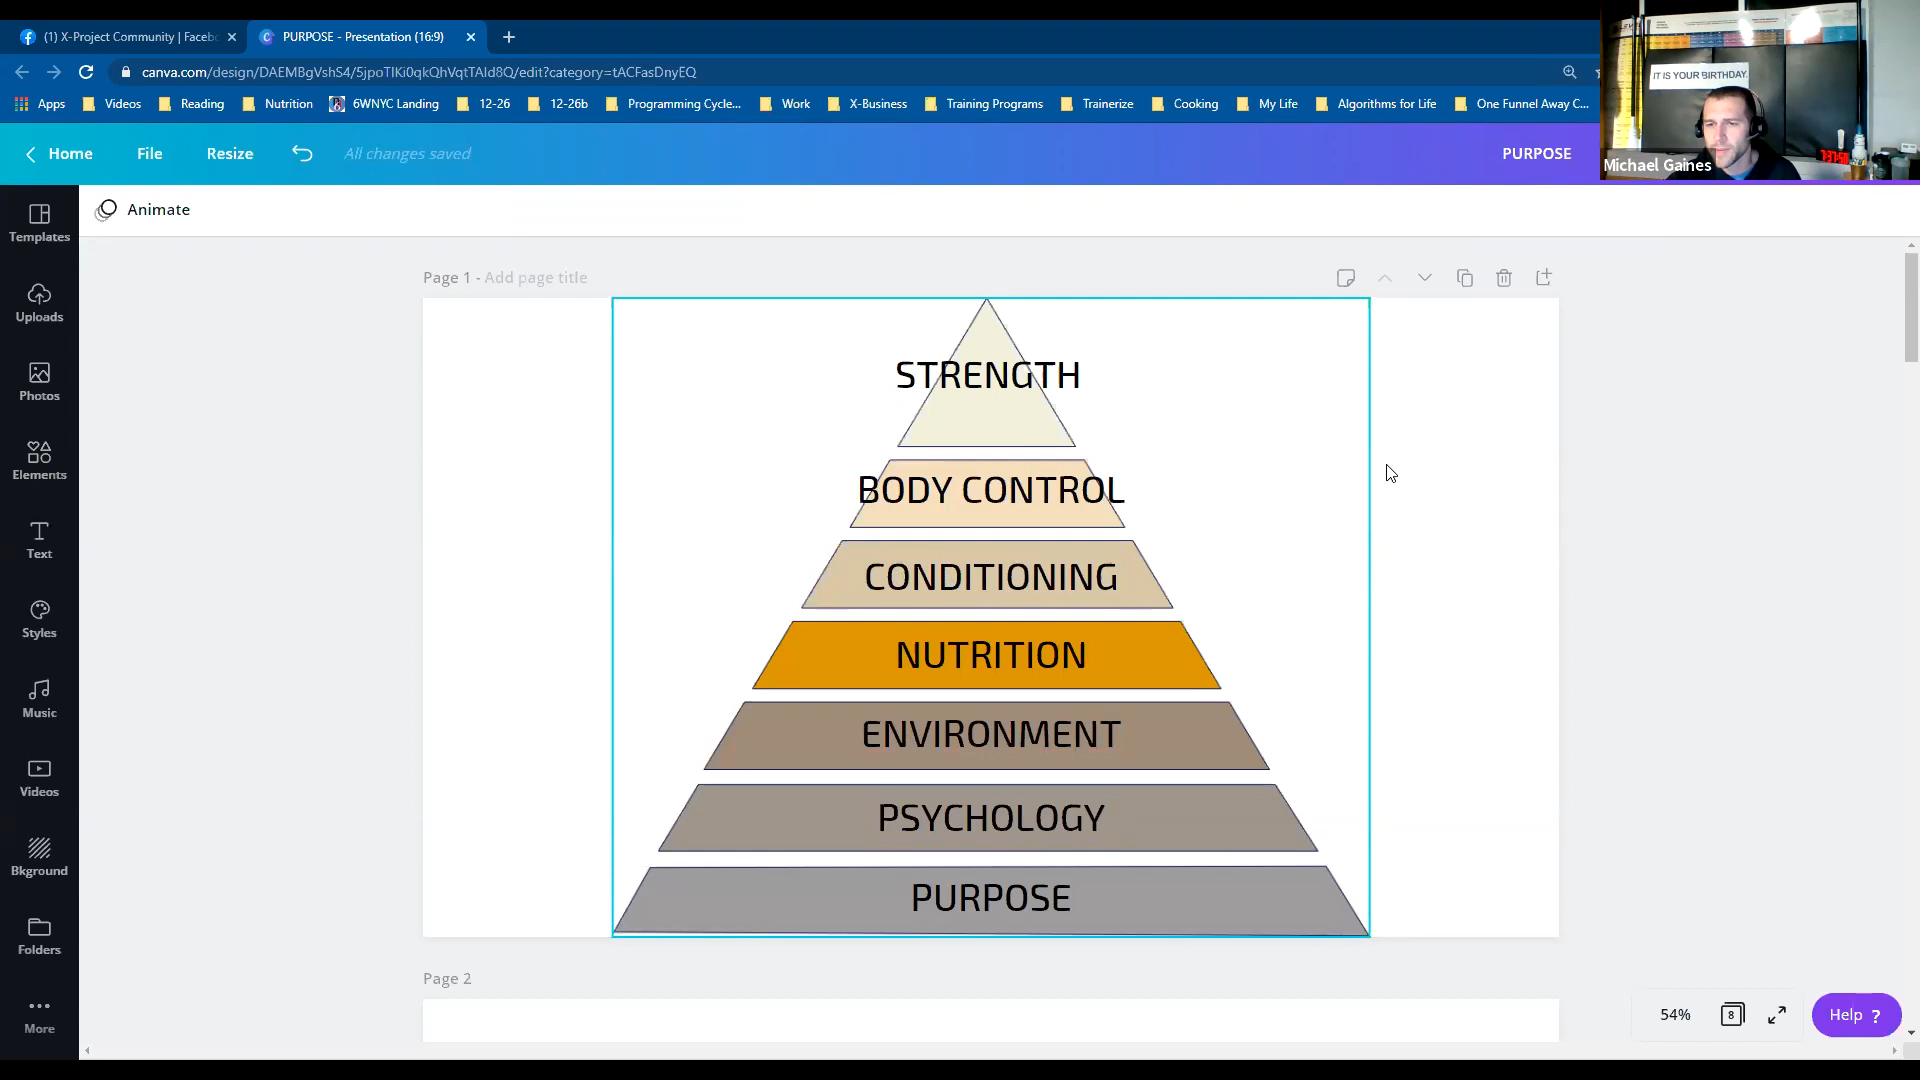 (1) X-Project Community | Faceb
PURPOSE - Presentation (16:9)
canva.com/design/DAEMBgVshS4/5jpoTlKi0qkQhVqtTAld8Q/edit?category=tACFasDnyEQ
Apps Videos Reading Nutrition 6WNYC Landing 12-26 12-26b Programming Cycle... Work X-Business Training Programs Trainerize Cooking My Life Algorithms for Life One Funnel Away C...
IT IS YOUR BIRTHDAY.
Michael Gaines
Home File Resize All changes saved PURPOSE
Animate
Templates
Uploads
Photos
Elements
Text
Styles
Music
Videos
Bkground
Folders
More
Page 1 - Add page title
STRENGTH
BODY CONTROL
CONDITIONING
NUTRITION
ENVIRONMENT
PSYCHOLOGY
PURPOSE
Page 2
54% 8 Help ?